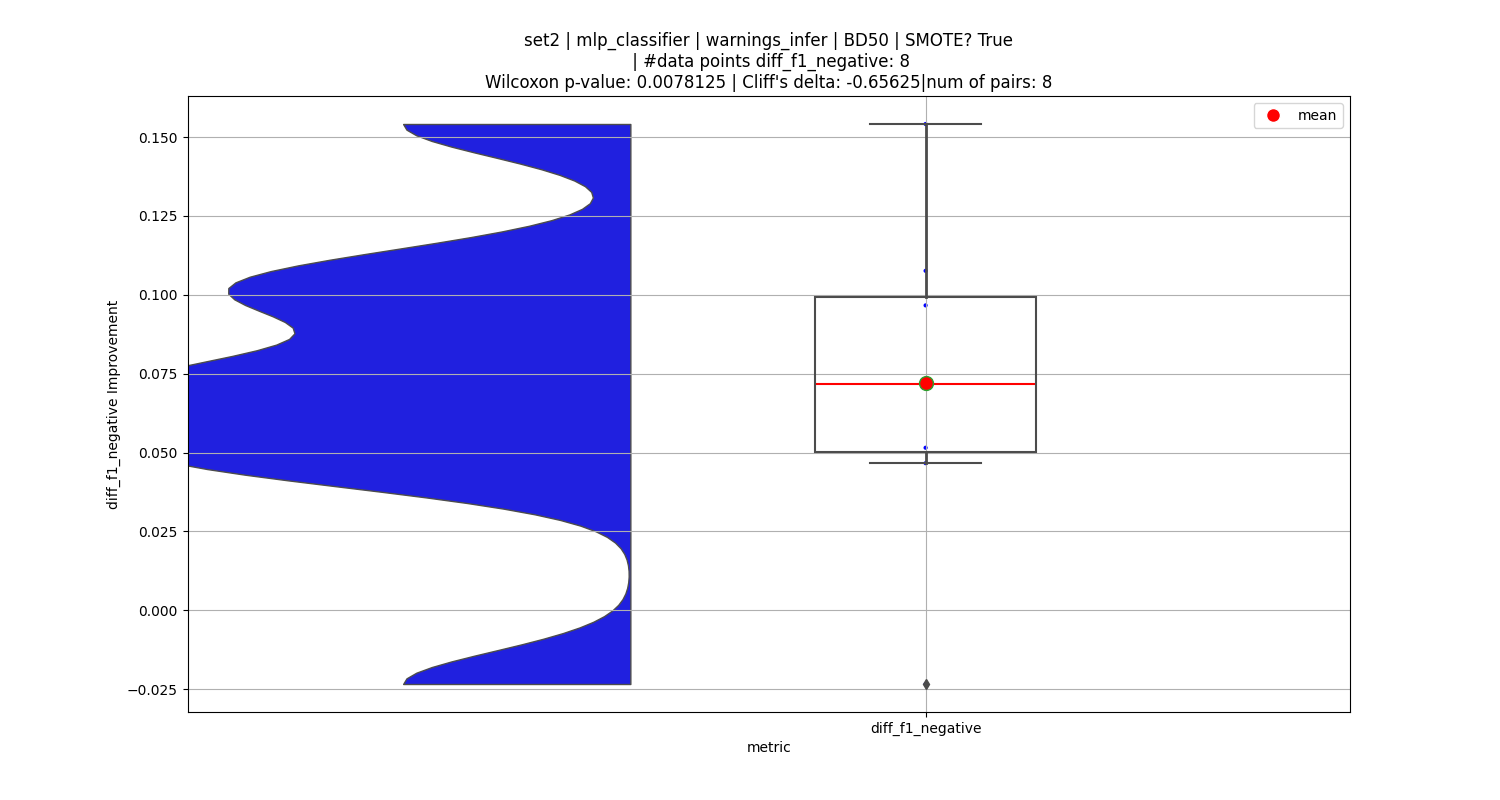 set2 | mlp_classifier | warnings_infer | BD50 | SMOTE? True
| #data points diff_f1_negative: 8
Wilcoxon p-value: 0.0078125 | Cliff's delta: -0.65625|num of pairs: 8
mean
0.150
0.125
0.100
0.075
0.050
0.025
0.000
−0.025
diff_f1_negative Improvement
diff_f1_negative
metric